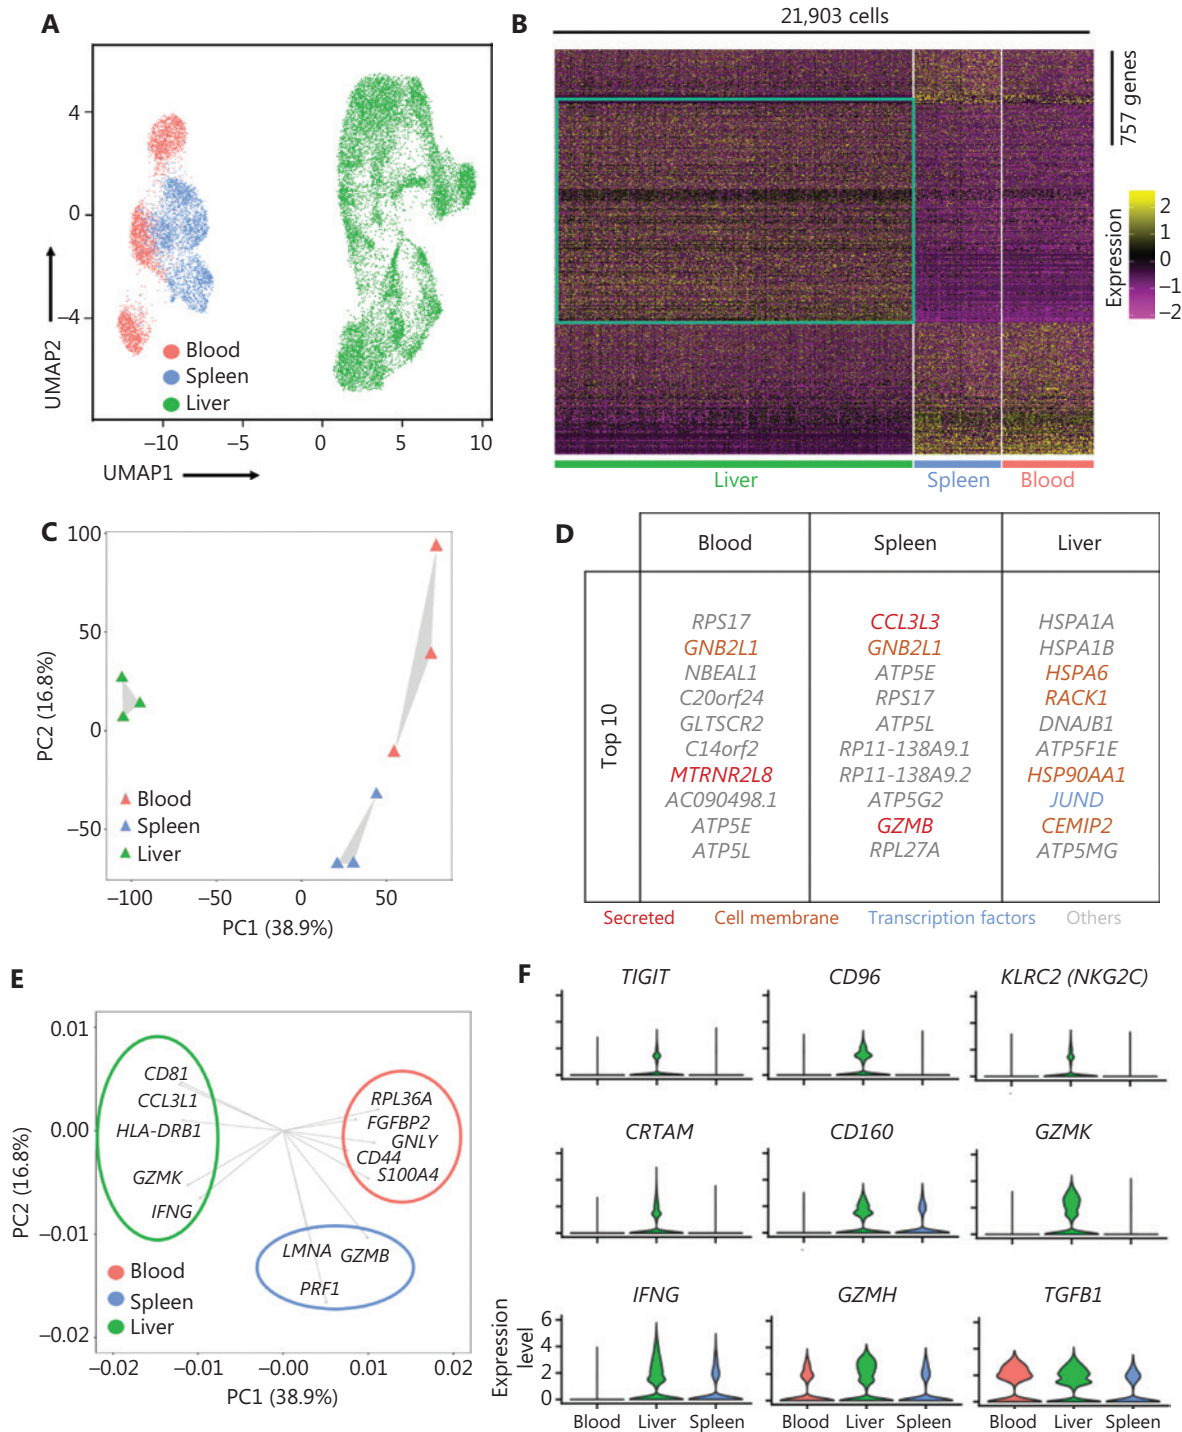 A
4
0
−4
UMAP2
Blood
Spleen
Liver
−10
−5
0
5
10
UMAP1
B
21,903 cells
757 genes
Expression
2
1
0
−1
−2
Liver
Spleen
Blood
C
100
50
0
−50
PC2 (16.8%)
Blood
Spleen
Liver
−100
−50
0
50
PC1 (38.9%)
D
Blood
Spleen
Liver
Top 10
RPS17
CCL3L3
HSPA1A
GNB2L1
GNB2L1
HSPA1B
NBEAL1
ATP5E
HSPA6
C20orf24
RPS17
RACK1
GLTSCR2
ATP5L
DNAJB1
C14orf2
RP11-138A9.1
ATP5F1E
MTRNR2L8
RP11-138A9.2
HSP90AA1
AC090498.1
ATP5G2
JUND
ATP5E
GZMB
CEMIP2
ATP5L
RPL27A
ATP5MG
Secreted
Cell membrane
Transcription factors
Others
E
0.01
0.00
−0.01
−0.02
PC2 (16.8%)
CD81
CCL3L1
HLA-DRB1
GZMK
IFNG
RPL36A
FGFBP2
GNLY
CD44
S100A4
LMNA
GZMB
PRF1
Blood
Spleen
Liver
−0.02
−0.01
−0.00
0.01
0.02
PC1 (38.9%)
F
TIGIT
CD96
KLRC2 (NKG2C)
CRTAM
CD160
GZMK
IFNG
GZMH
TGFB1
Expression
level
6
4
2
0
Blood
Liver
Spleen
Blood
Liver
Spleen
Blood
Liver
Spleen